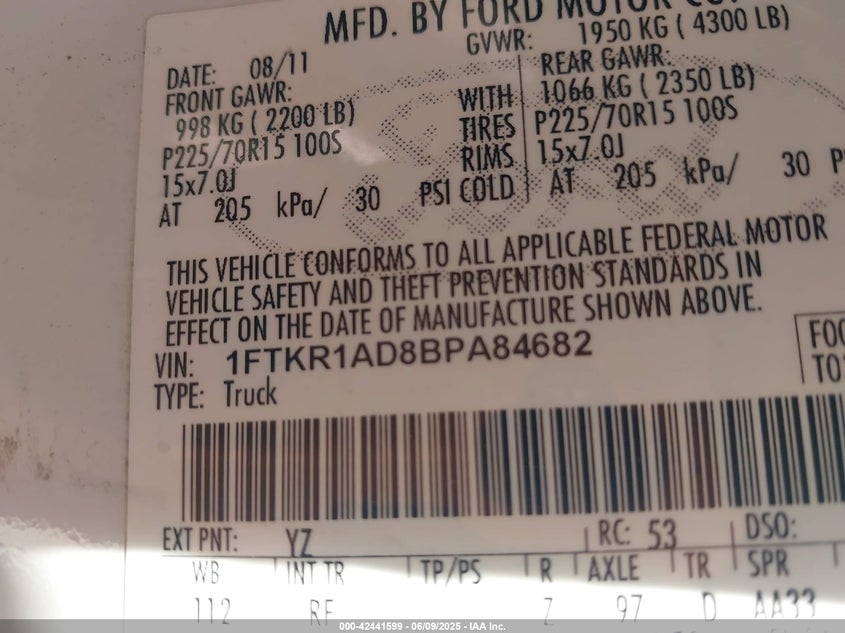 MFD. BY FORD MOTOR CO
GVWR: 1950 KG ( 4300 LB)
DATE: 08/11
FRONT GAWR:
998 KG ( 2200 LB)
P225/70R15 100S
15x7.0J
AT 205 kPa/ 30 PSI COLD
WITH
TIRES
RIMS
REAR GAWR:
1066 KG ( 2350 LB)
P225/70R15 100S
15x7.0J
AT 205 kPa/ 30 P
THIS VEHICLE CONFORMS TO ALL APPLICABLE FEDERAL MOTOR
VEHICLE SAFETY AND THEFT PREVENTION STANDARDS IN
EFFECT ON THE DATE OF MANUFACTURE SHOWN ABOVE.
VIN: 1FTKR1AD8BPA84682
TYPE: Truck
EXT PNT: YZ RC: 53 DSO:
WB INT TR TP/PS R AXLE TR SPR
112 Z 97 D AA33
000-42441599 - 06/09/2025 - IAA Inc.